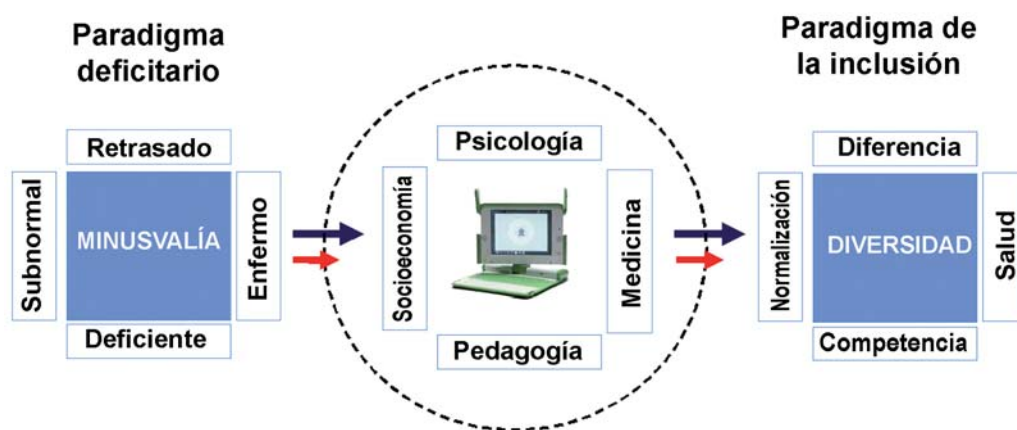 Paradigma
deficitario
Retrasado
Subnormal
MINUSVALÍA
Enfermo
Deficiente
Psicología
Socioeconomía
Medicina
Pedagogía
Paradigma de
la inclusión
Diferencia
Normalización
DIVERSIDAD
Salud
Competencia